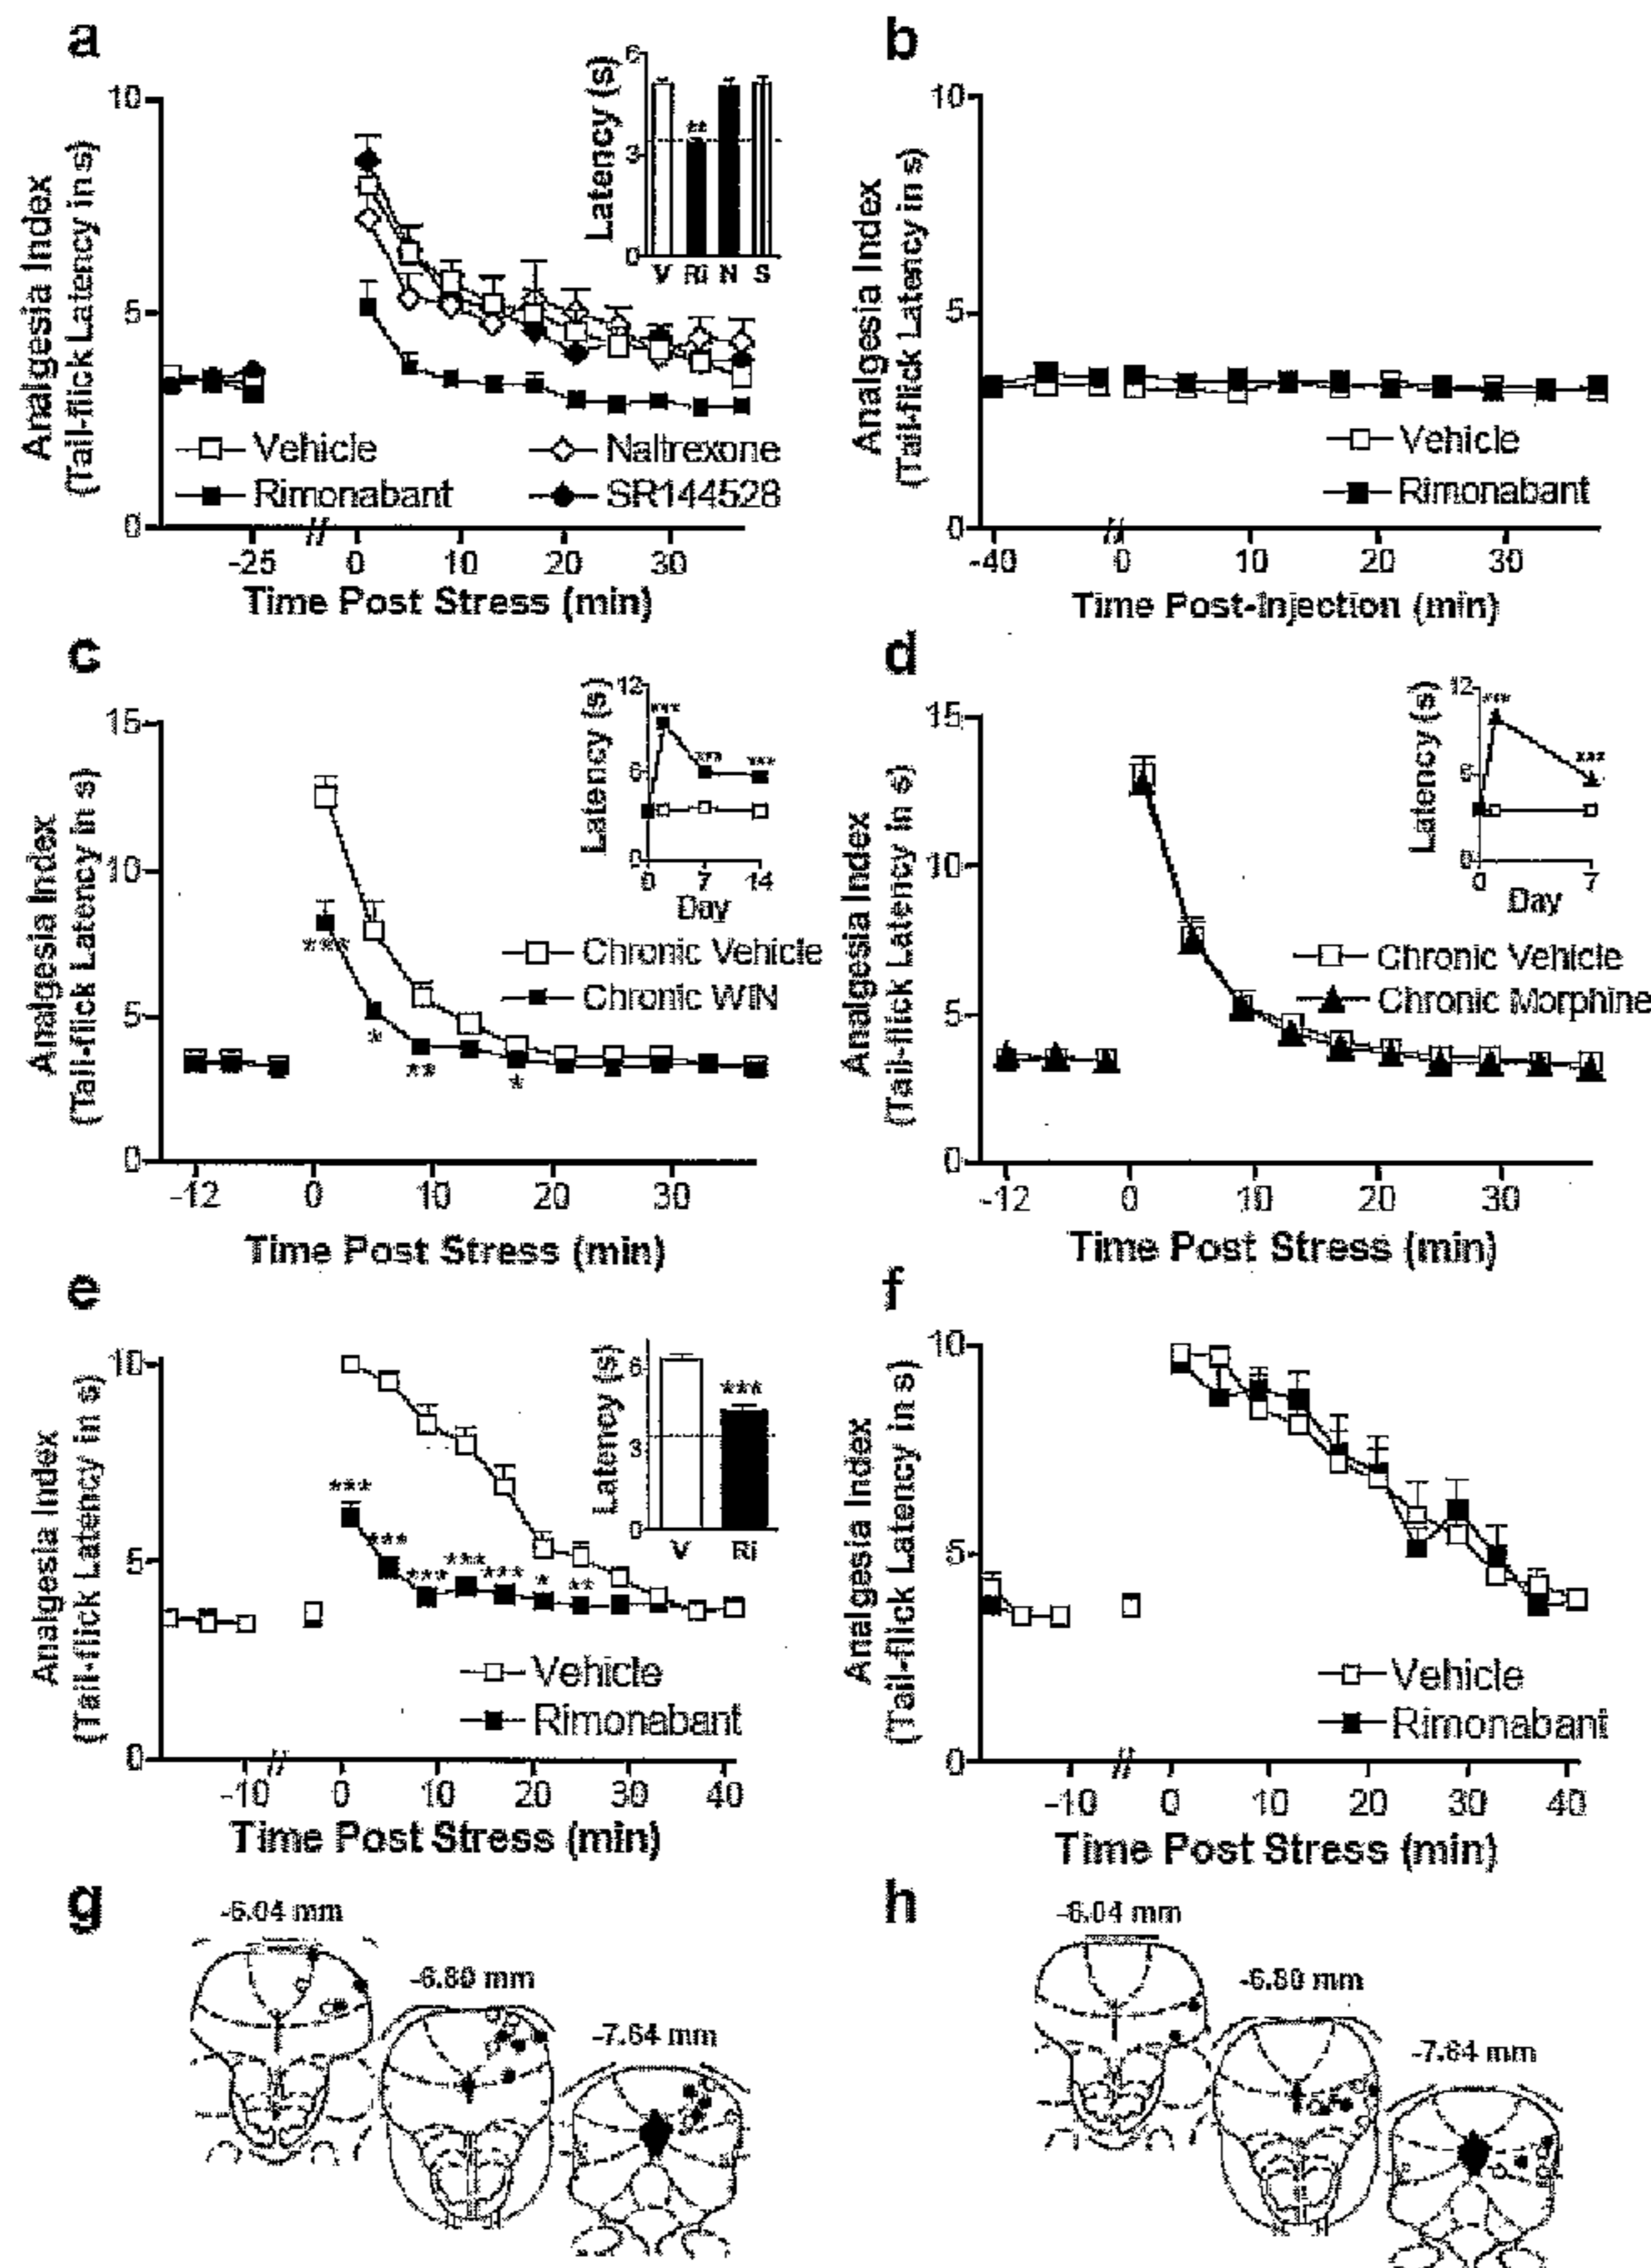 a
Analgesia Index
(Tail-flick Latency in s)
10
5
0
-25
0
10
20
30
Time Post Stress (min)
Vehicle
Rimonabant
Naltrexone
SR144528
Latency (s)
6
3
0
**
V Ri N S
b
Analgesia Index
(Tail-flick Latency in s)
10
5
0
-40
0
10
20
30
Time Post-Injection (min)
Vehicle
Rimonabant
c
Analgesia Index
(Tail-flick Latency in s)
15
10
5
0
-12
0
10
20
30
Time Post Stress (min)
***
*
**
*
Chronic Vehicle
Chronic WIN
Latency (s)
12
6
0
***
***
***
0
7
14
Day
d
Analgesia Index
(Tail-flick Latency in s)
15
10
5
0
-12
0
10
20
30
Time Post Stress (min)
Chronic Vehicle
Chronic Morphine
Latency (s)
12
6
0
***
***
0
7
Day
e
Analgesia Index
(Tail-flick Latency in s)
10
5
0
-10
0
10
20
30
40
Time Post Stress (min)
***
***
***
***
***
*
**
Vehicle
Rimonabant
Latency (s)
6
3
0
***
V
Ri
f
Analgesia Index
(Tail-flick Latency in s)
10
5
0
-10
0
10
20
30
40
Time Post Stress (min)
Vehicle
Rimonabant
g
-6.04 mm
-6.80 mm
-7.64 mm
h
-6.04 mm
-6.80 mm
-7.64 mm